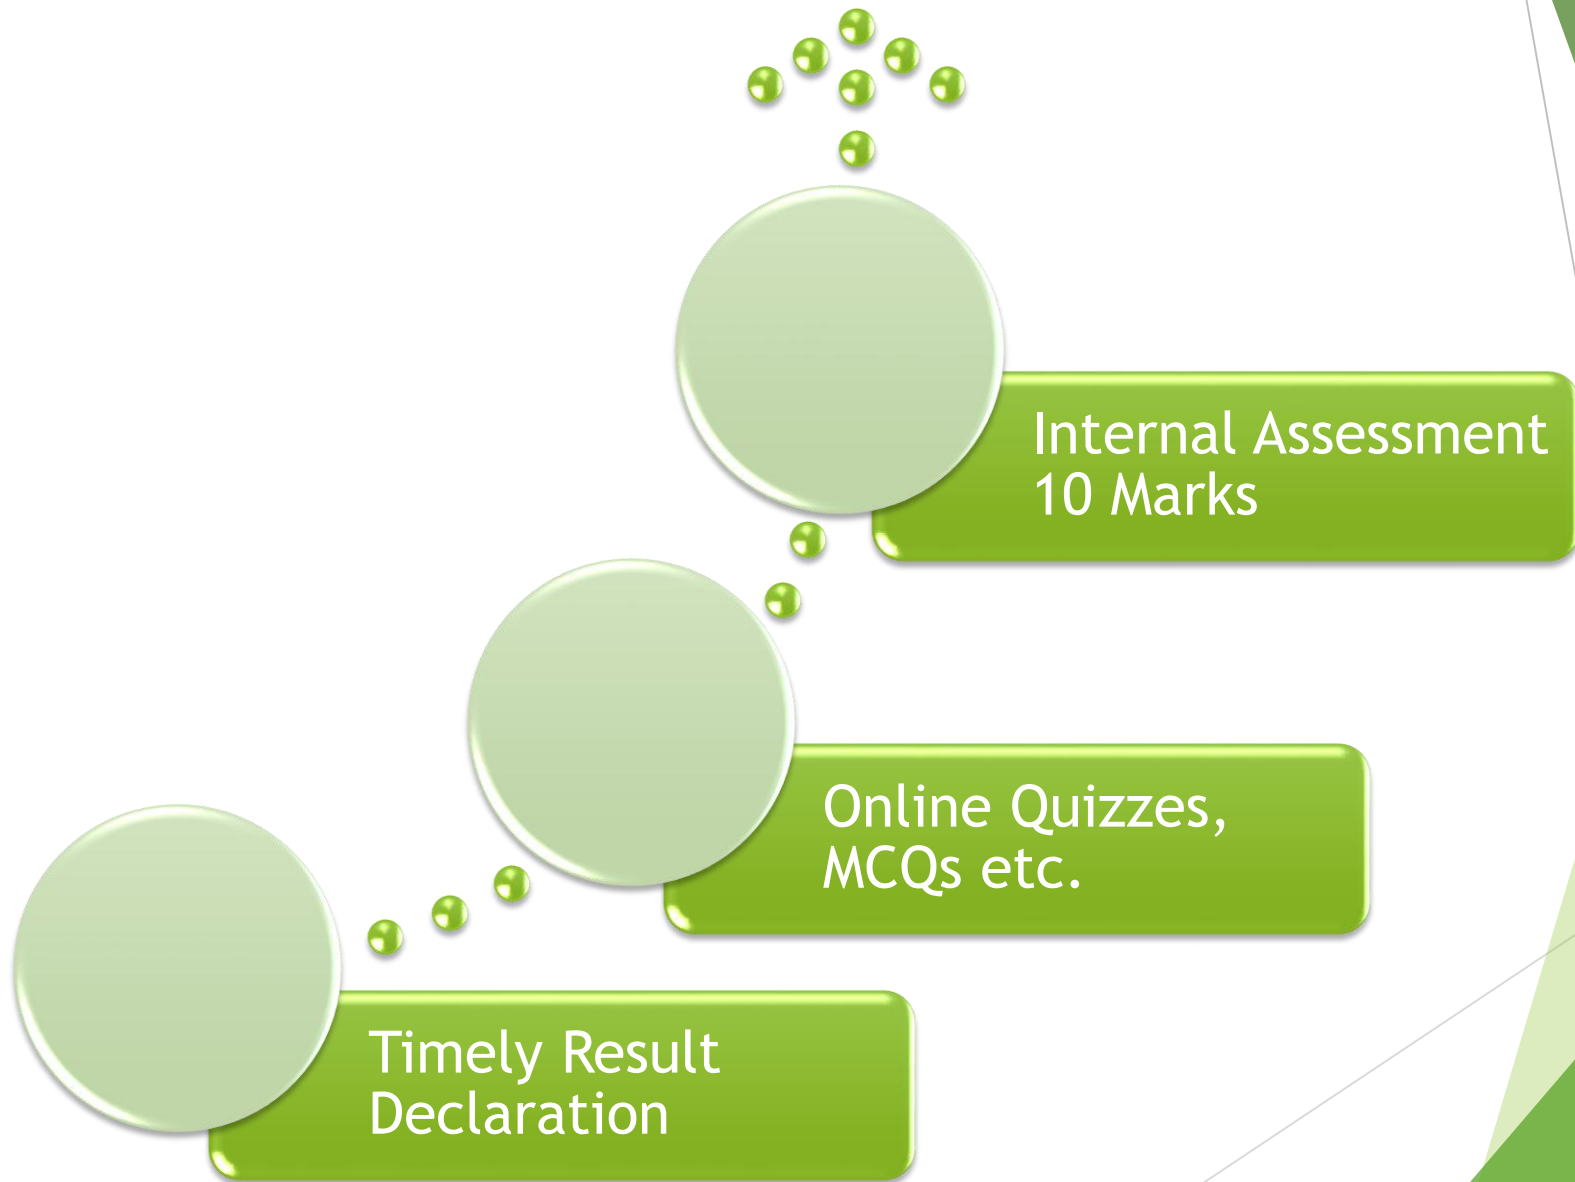 Internal Assessment
10 Marks
Online Quizzes,
MCQs etc.
Timely Result
Declaration